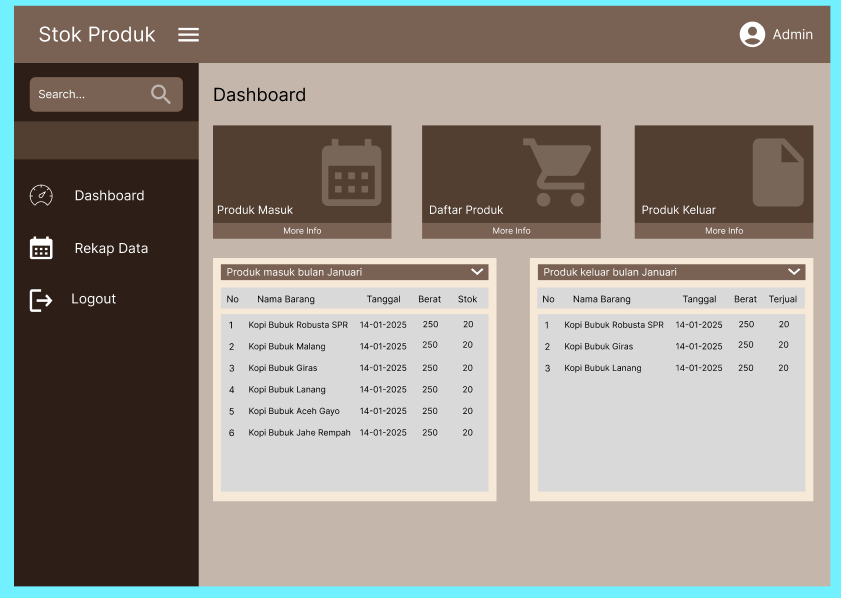 Stok Produk
Admin
Search...
Dashboard
Rekap Data
Logout
Dashboard
Produk Masuk
More Info
Daftar Produk
More Info
Produk Keluar
More Info
Produk masuk bulan Januari
No Nama Barang Tanggal Berat Stok
1 Kopi Bubuk Robusta SPR 14-01-2025 250 20
2 Kopi Bubuk Malang 14-01-2025 250 20
3 Kopi Bubuk Giras 14-01-2025 250 20
4 Kopi Bubuk Lanang 14-01-2025 250 20
5 Kopi Bubuk Aceh Gayo 14-01-2025 250 20
6 Kopi Bubuk Jahe Rempah 14-01-2025 250 20
Produk keluar bulan Januari
No Nama Barang Tanggal Berat Terjual
1 Kopi Bubuk Robusta SPR 14-01-2025 250 20
2 Kopi Bubuk Giras 14-01-2025 250 20
3 Kopi Bubuk Lanang 14-01-2025 250 20